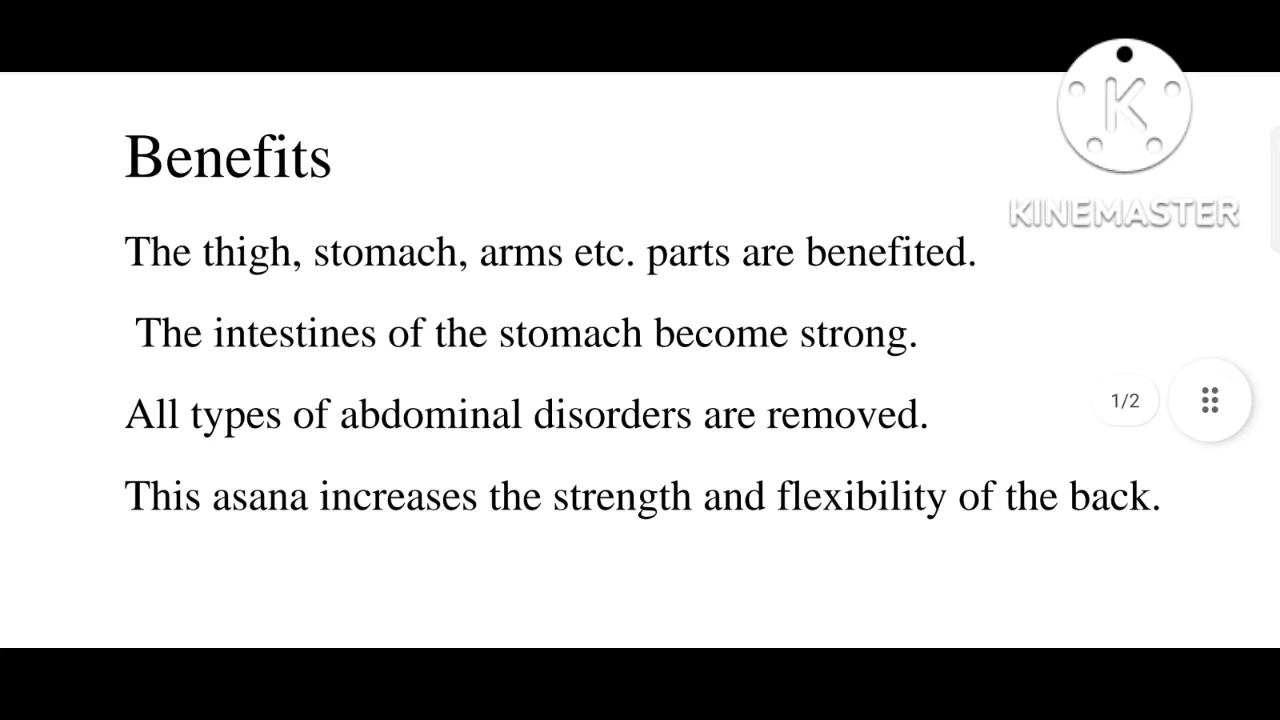 Benefits
K
KINEMASTER
The thigh, stomach, arms etc. parts are benefited.
The intestines of the stomach become strong.
All types of abdominal disorders are removed.
1/2
This asana increases the strength and flexibility of the back.